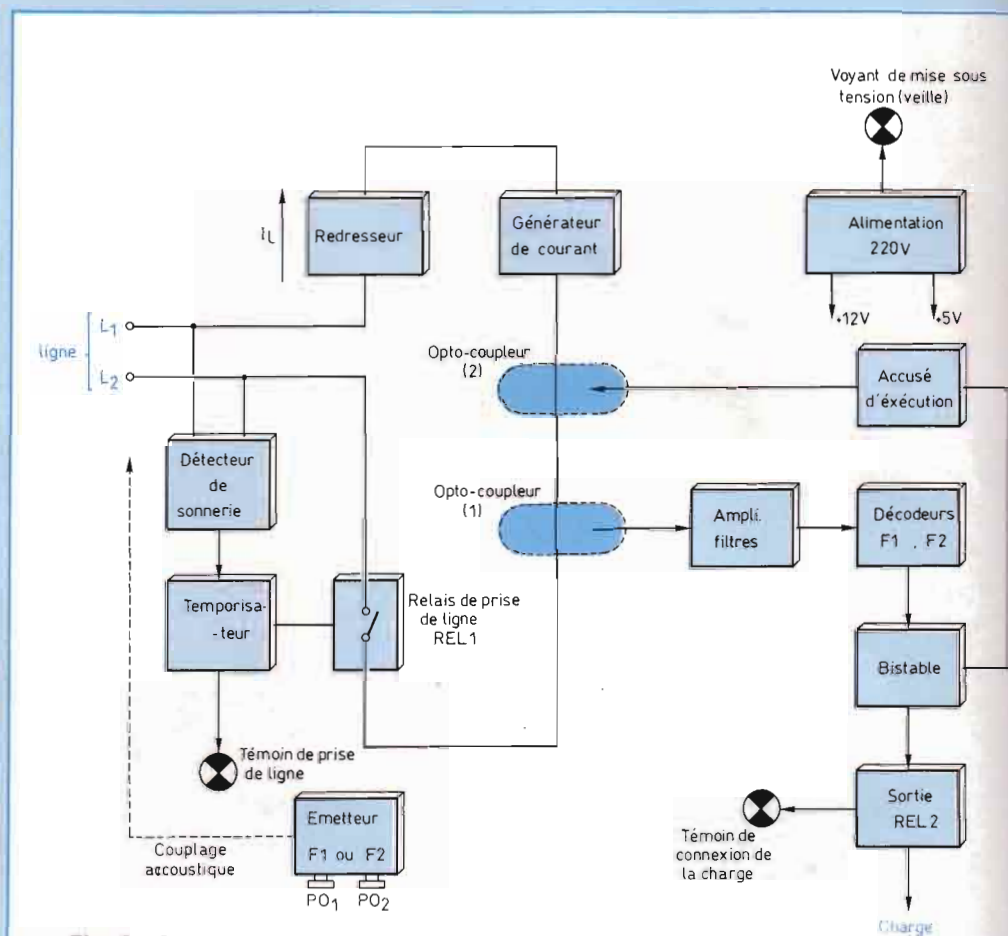 Voyant de mise sous
tension (veille)
IL
Redresseur
Générateur
de courant
Alimentation
220V
+12V
+5V
ligne
L1
L2
Opto-coupleur
(2)
Accusé
d'éxécution
Détecteur
de
sonnerie
Opto-coupleur
(1)
Ampli.
filtres
Décodeurs
F1 , F2
Temporisa-
-teur
Relais de prise
de ligne
REL1
Bistable
Témoin de prise
de ligne
Emetteur
F1 ou F2
PO1
PO2
Couplage
accoustique
Témoin de
connexion de
la charge
Sortie
REL2
Charge